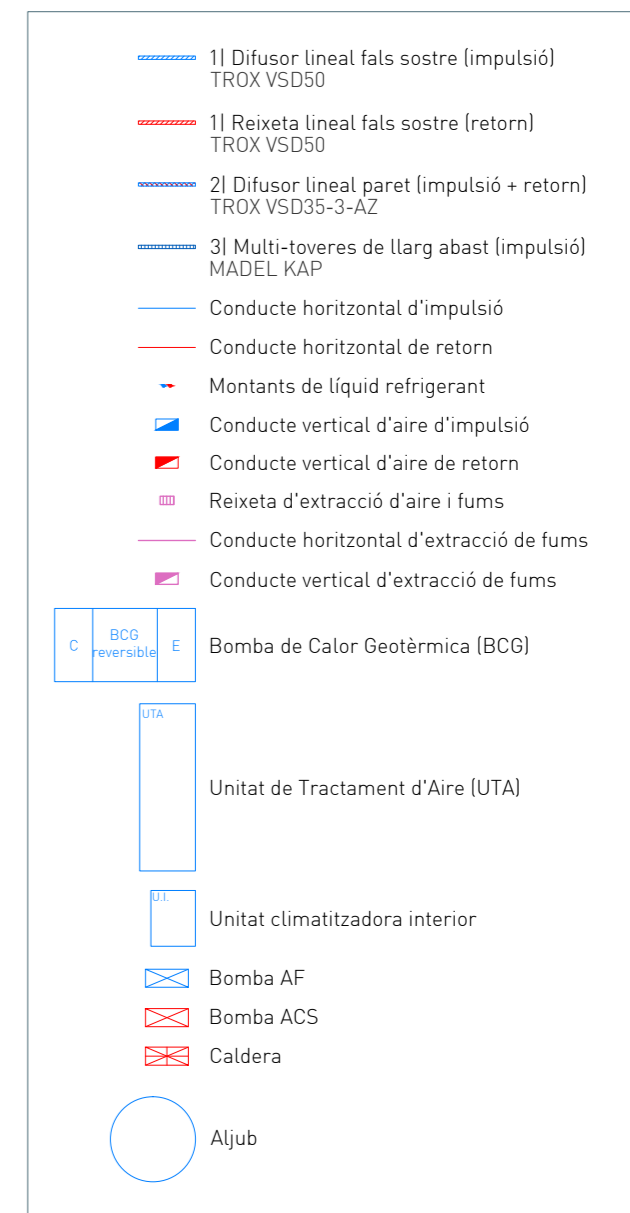 1| Difusor lineal fals sostre (impulsió)
TROX VSD50
1| Reixeta lineal fals sostre (retorn)
TROX VSD50
2| Difusor lineal paret (impulsió + retorn)
TROX VSD35-3-AZ
3| Multi-toveres de llarg abast (impulsió)
MADEL KAP
Conducte horitzontal d'impulsió
Conducte horitzontal de retorn
Montants de líquid refrigerant
Conducte vertical d'aire d'impulsió
Conducte vertical d'aire de retorn
Reixeta d'extracció d'aire i fums
Conducte horitzontal d'extracció de fums
Conducte vertical d'extracció de fums
C
BCG
reversible
E
Bomba de Calor Geotèrmica (BCG)
UTA
Unitat de Tractament d'Aire (UTA)
U.I.
Unitat climatitzadora interior
Bomba AF
Bomba ACS
Caldera
Aljub